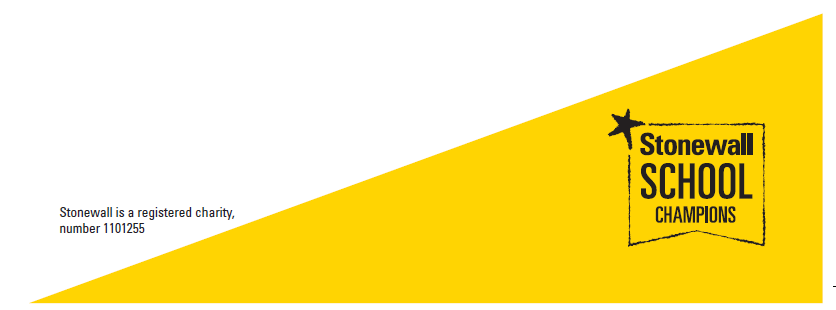 Stonewall
SCHOOL
CHAMPIONS
Stonewall is a registered charity,
number 1101255